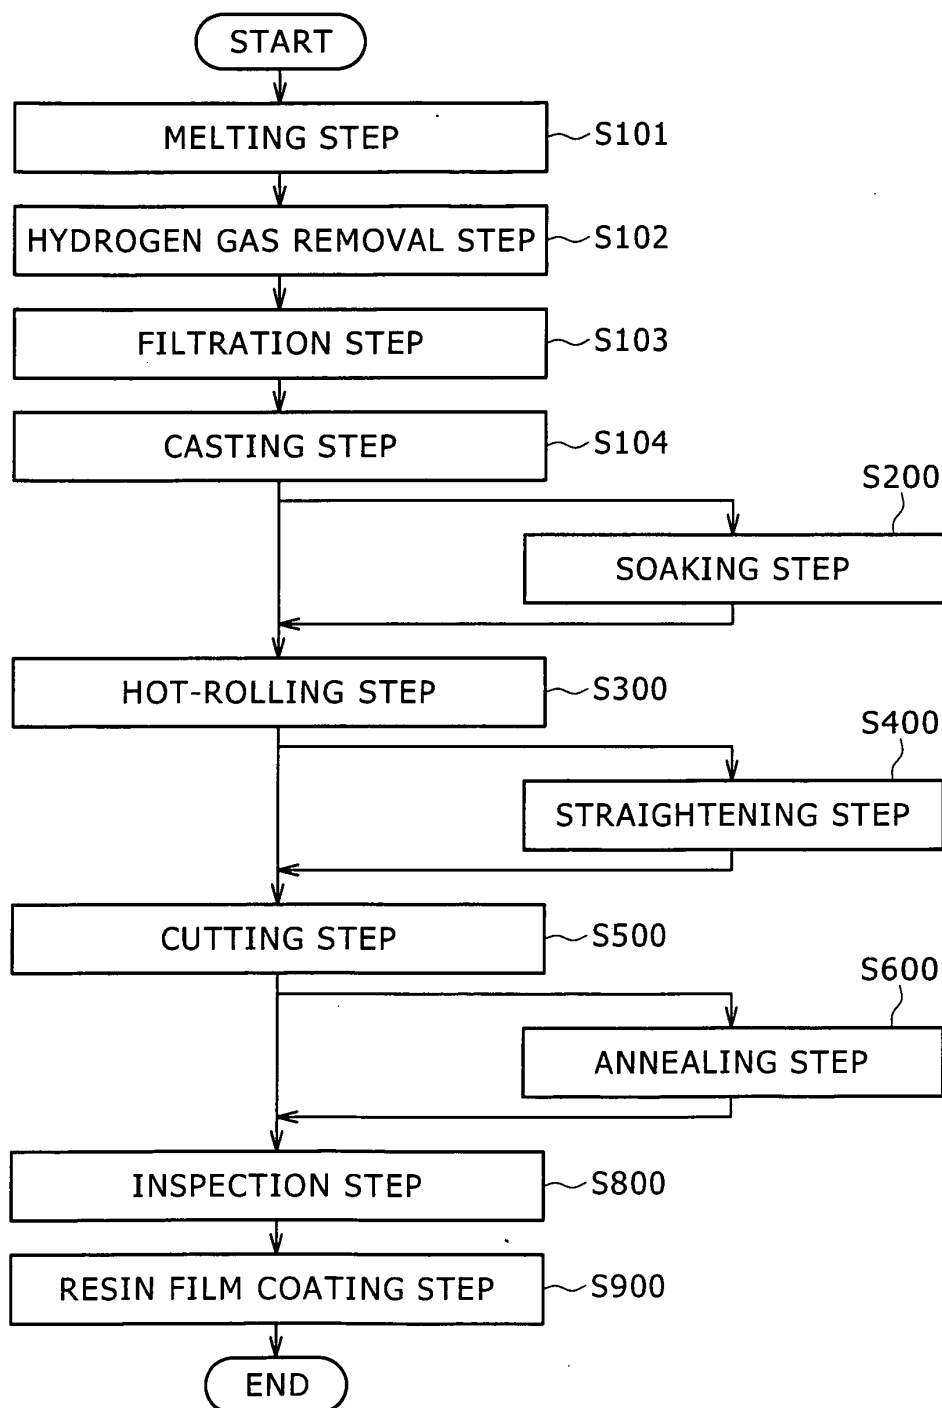 START
MELTING STEP
S101
HYDROGEN GAS REMOVAL STEP
S102
FILTRATION STEP
S103
CASTING STEP
S104
S200
SOAKING STEP
HOT-ROLLING STEP
S300
S400
STRAIGHTENING STEP
CUTTING STEP
S500
S600
ANNEALING STEP
INSPECTION STEP
S800
RESIN FILM COATING STEP
S900
END